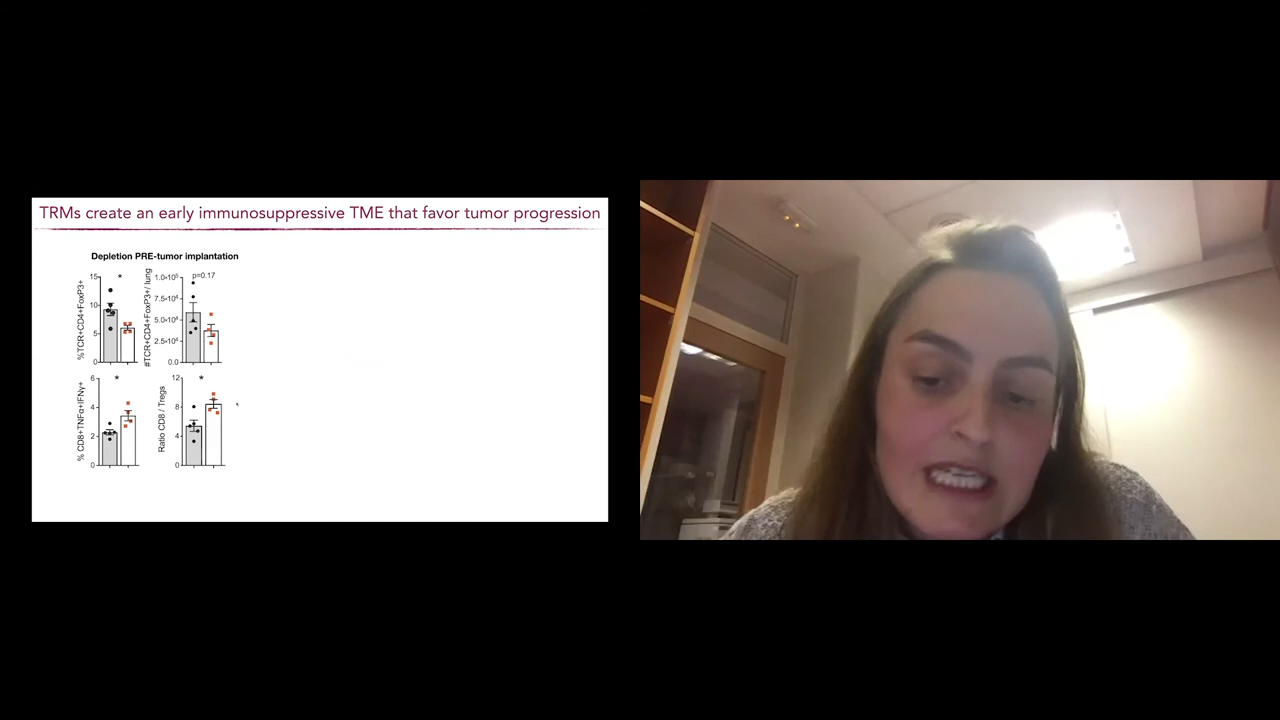 TRMs create an early immunosuppressive TME that favor tumor progression
Depletion PRE-tumor implantation
%TCR+CD4+FoxP3+
15
10
5
0
*
#TCR+CD4+FoxP3+/ lung
1.0×10⁵
7.5×10⁴
5.0×10⁴
2.5×10⁴
0.0
p=0.17
% CD8+TNFα+IFNγ+
6
4
2
0
*
Ratio CD8 / Tregs
12
8
4
0
*